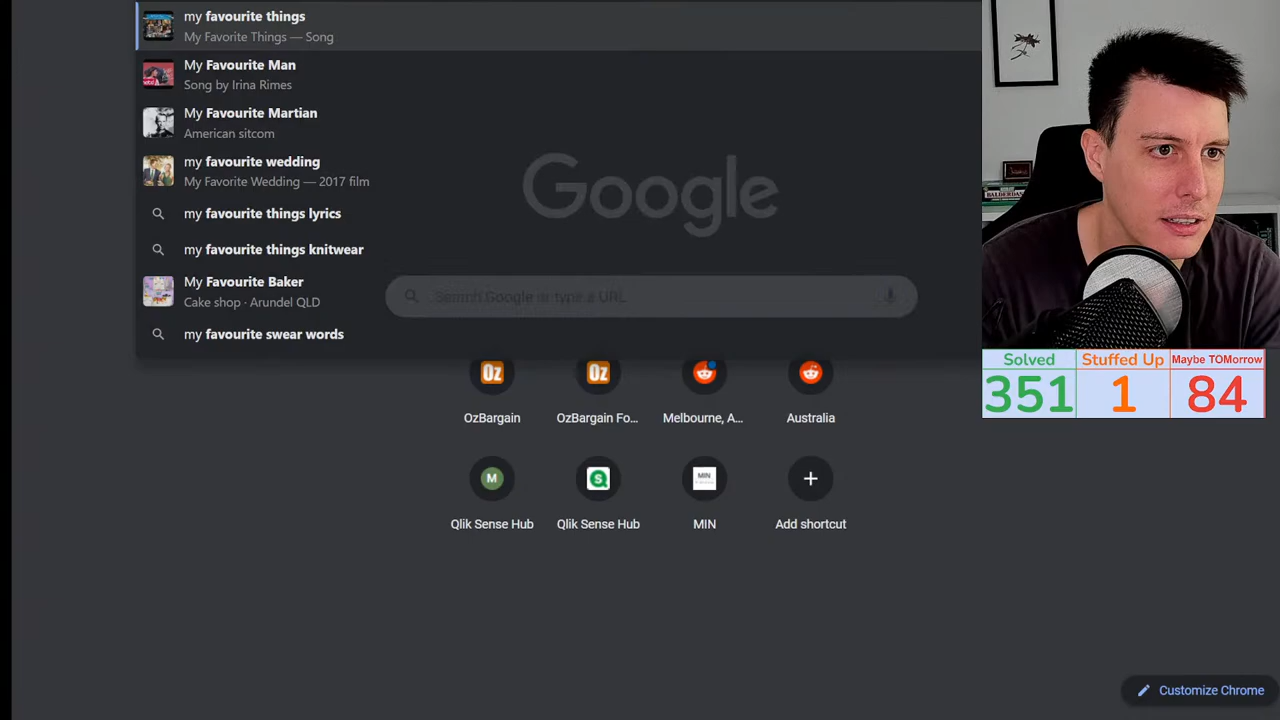 my favourite things
My Favorite Things — Song
My Favourite Man
Song by Irina Rimes
My Favourite Martian
American sitcom
my favourite wedding
My Favorite Wedding — 2017 film
my favourite things lyrics
my favourite things knitwear
My Favourite Baker
Cake shop · Arundel QLD
my favourite swear words
Google
Search Google or type a URL
Oz
Oz
OzBargain
OzBargain Fo...
Melbourne, A...
Australia
M
S
MIN
Qlik Sense Hub
Qlik Sense Hub
MIN
Add shortcut
Customize Chrome
BALDERDASH
Solved
Stuffed Up
Maybe TOMorrow
351
1
84